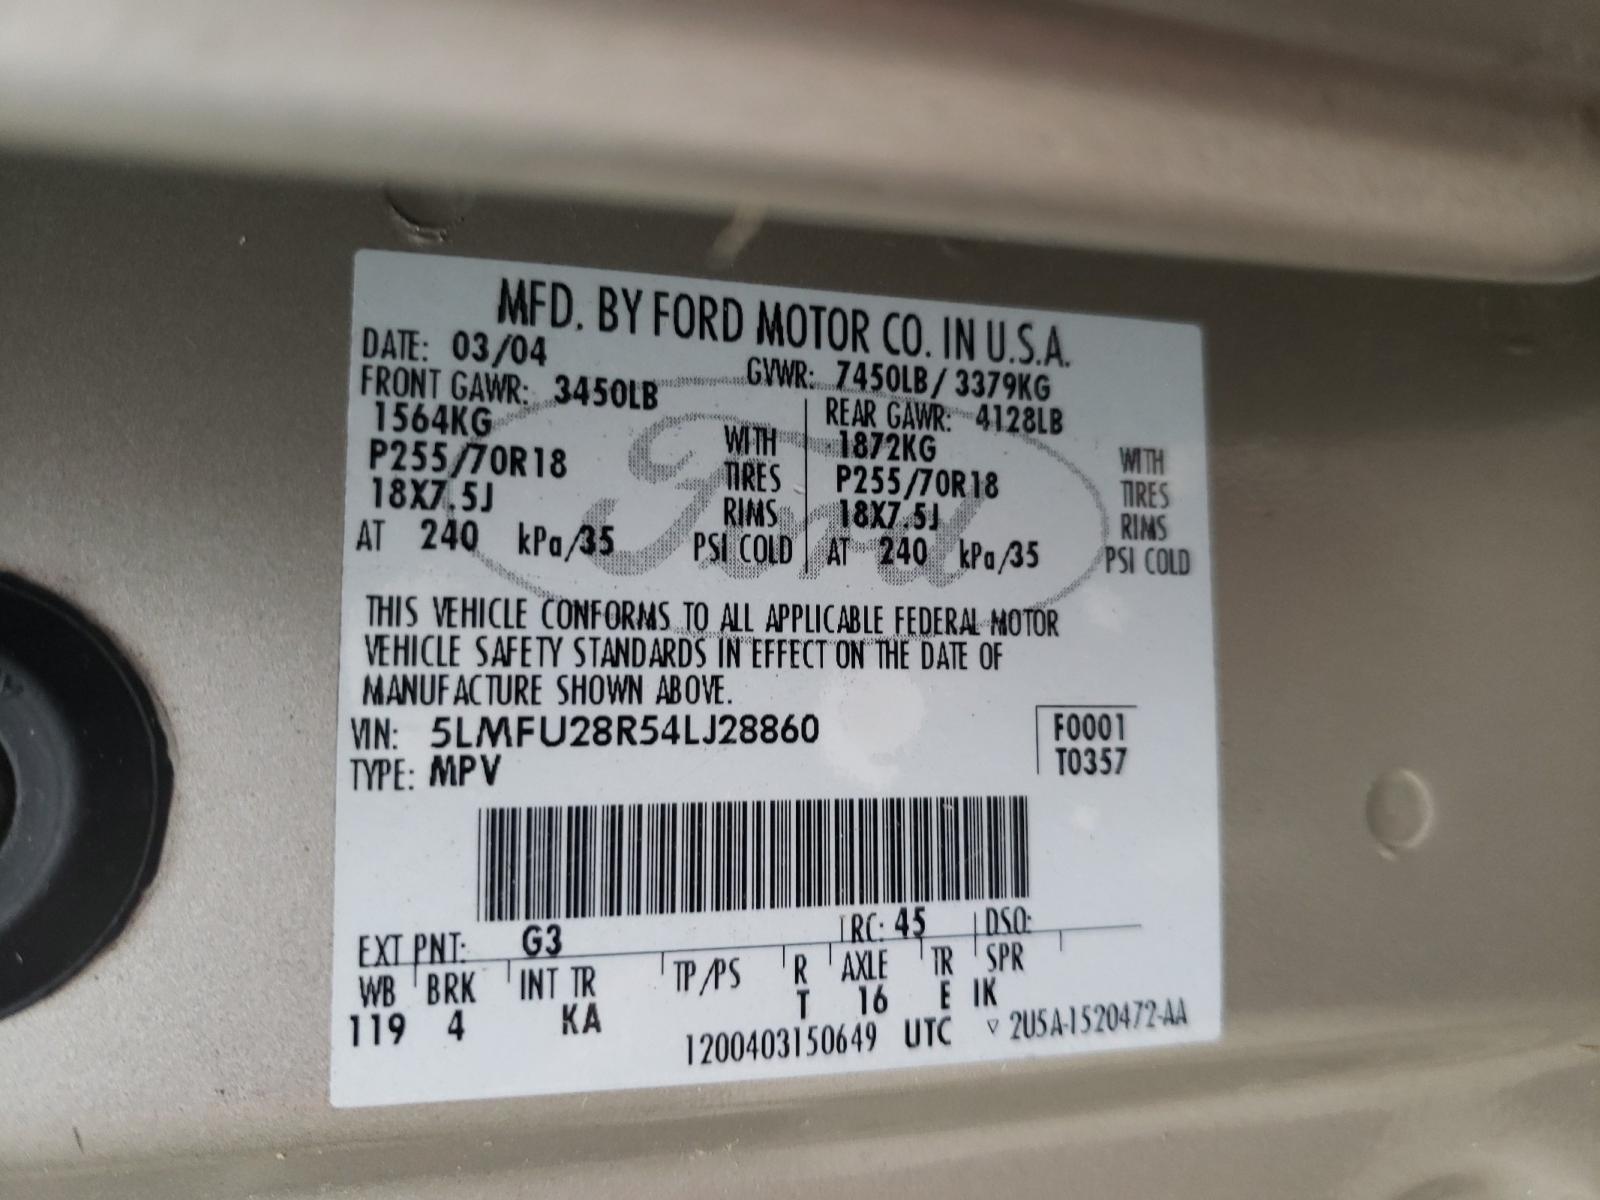 MFD. BY FORD MOTOR CO. IN U.S.A.
DATE: 03/04 GVWR: 7450LB/ 3379KG
FRONT GAWR: 3450LB REAR GAWR: 4128LB
1564KG WITH 1872KG WITH
P255/70R18 TIRES P255/70R18 TIRES
18X7.5J RIMS 18X7.5J RIMS
AT 240 kPa/35 PSI COLD AT 240 kPa/35 PSI COLD
Ford
THIS VEHICLE CONFORMS TO ALL APPLICABLE FEDERAL MOTOR
VEHICLE SAFETY STANDARDS IN EFFECT ON THE DATE OF
MANUFACTURE SHOWN ABOVE.
VIN: 5LMFU28R54LJ28860 F0001
TYPE: MPV T0357
EXT PNT: G3 RC: 45 DSO:
WB BRK INT TR TP/PS R AXLE TR SPR
119 4 KA T 16 E IK
1200403150649 UTC ▽ 2U5A-1520472-AA